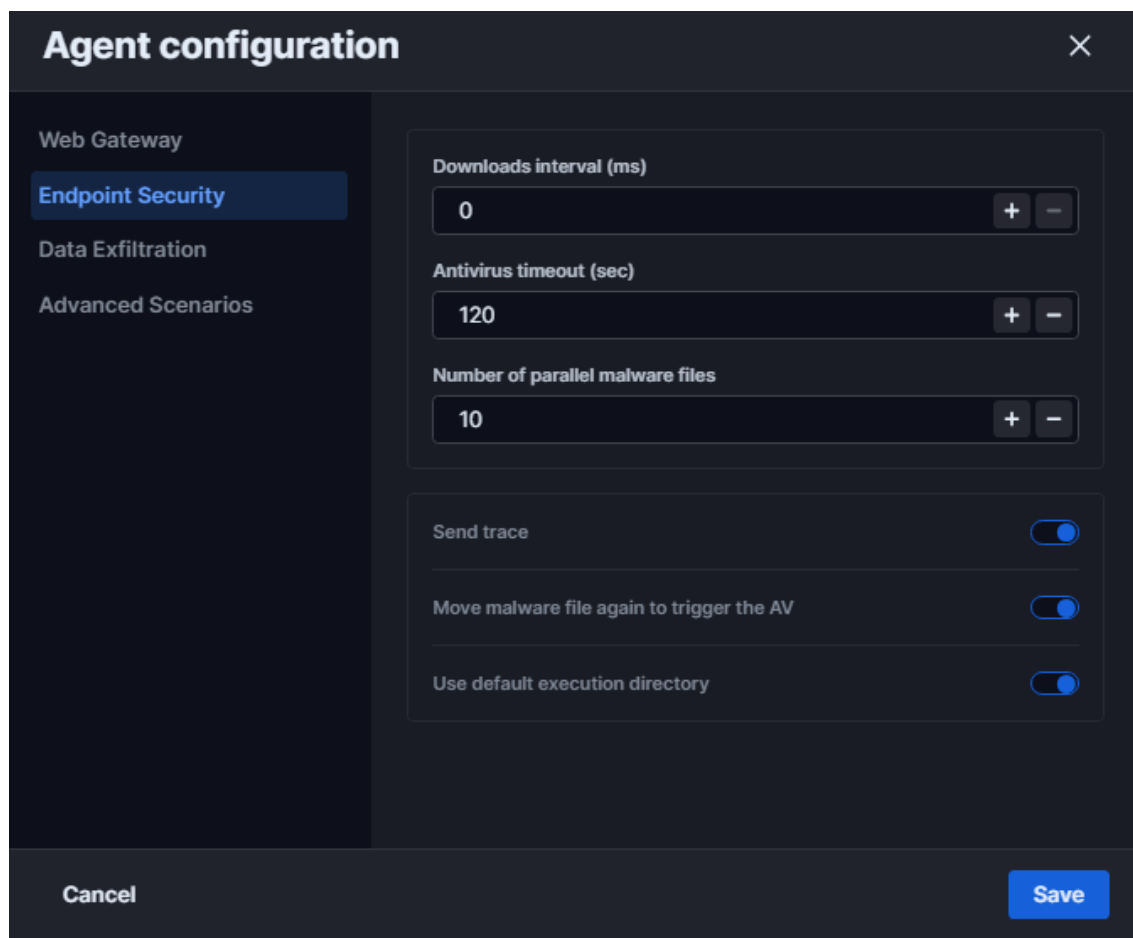 Agent configuration
Web Gateway
Endpoint Security
Data Exfiltration
Advanced Scenarios
Downloads interval (ms)
0
Antivirus timeout (sec)
120
Number of parallel malware files
10
Send trace
Move malware file again to trigger the AV
Use default execution directory
Cancel
Save